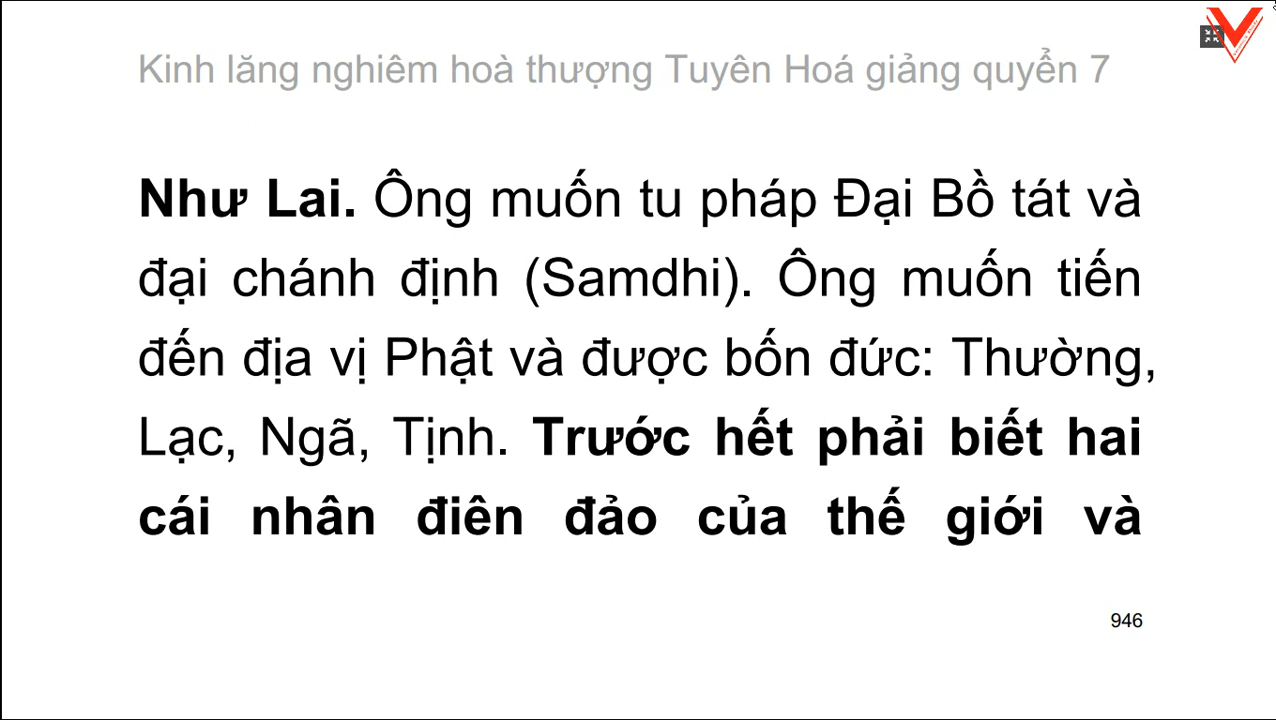 Kinh lăng nghiêm hoà thượng Tuyên Hoá giảng quyển 7
Như Lai. Ông muốn tu pháp Đại Bồ tát và
đại chánh định (Samdhi). Ông muốn tiến
đến địa vị Phật và được bốn đức: Thường,
Lạc, Ngã, Tịnh. Trước hết phải biết hai
cái nhân điên đảo của thế giới và
946